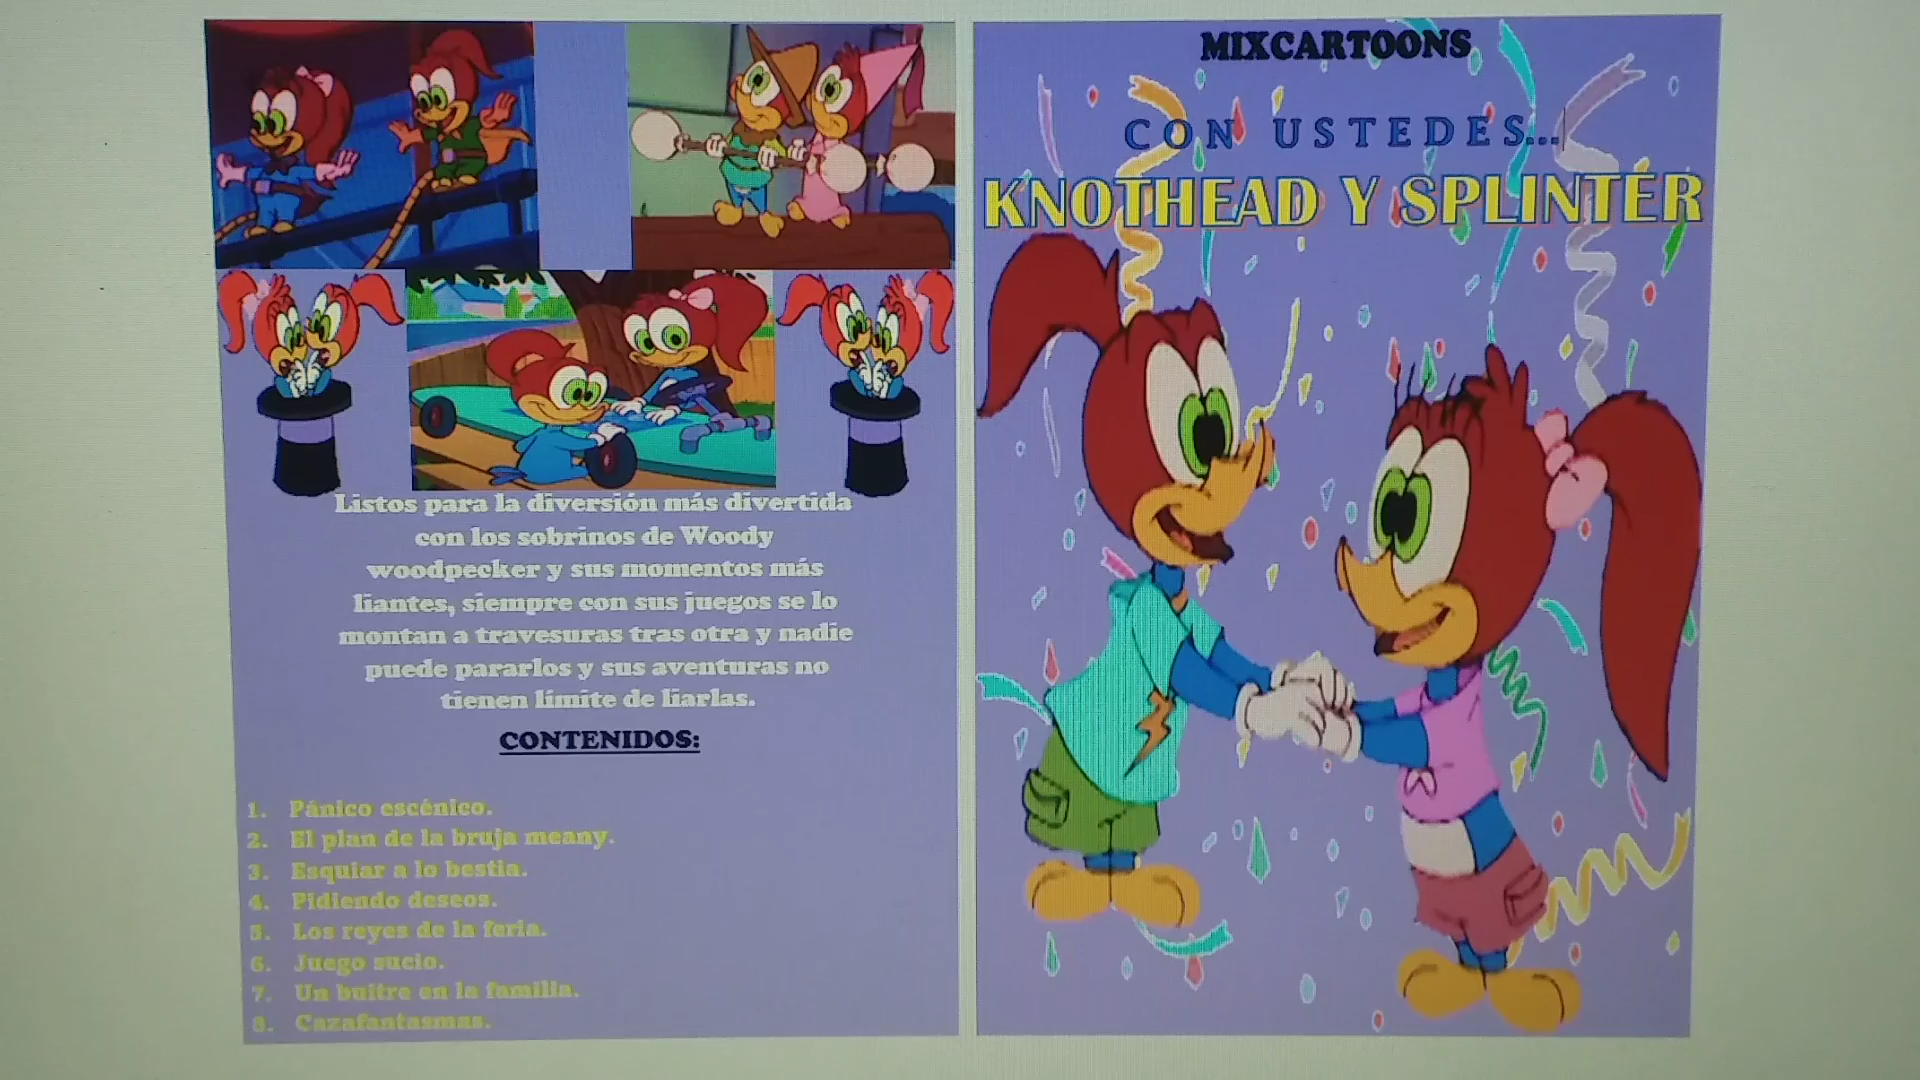 Listos para la diversión más divertida
con los sobrinos de Woody
woodpecker y sus momentos más
liantes, siempre con sus juegos se lo
montan a travesuras tras otra y nadie
puede pararlos y sus aventuras no
tienen límite de liarlas.
CONTENIDOS:
1. Pánico escénico.
2. El plan de la bruja meany.
3. Esquiar a lo bestia.
4. Pidiendo deseos.
5. Los reyes de la feria.
6. Juego sucio.
7. Un buitre en la familia.
8. Cazafantasmas.
MIXCARTOONS
CON USTEDES...
KNOTHEAD Y SPLINTER